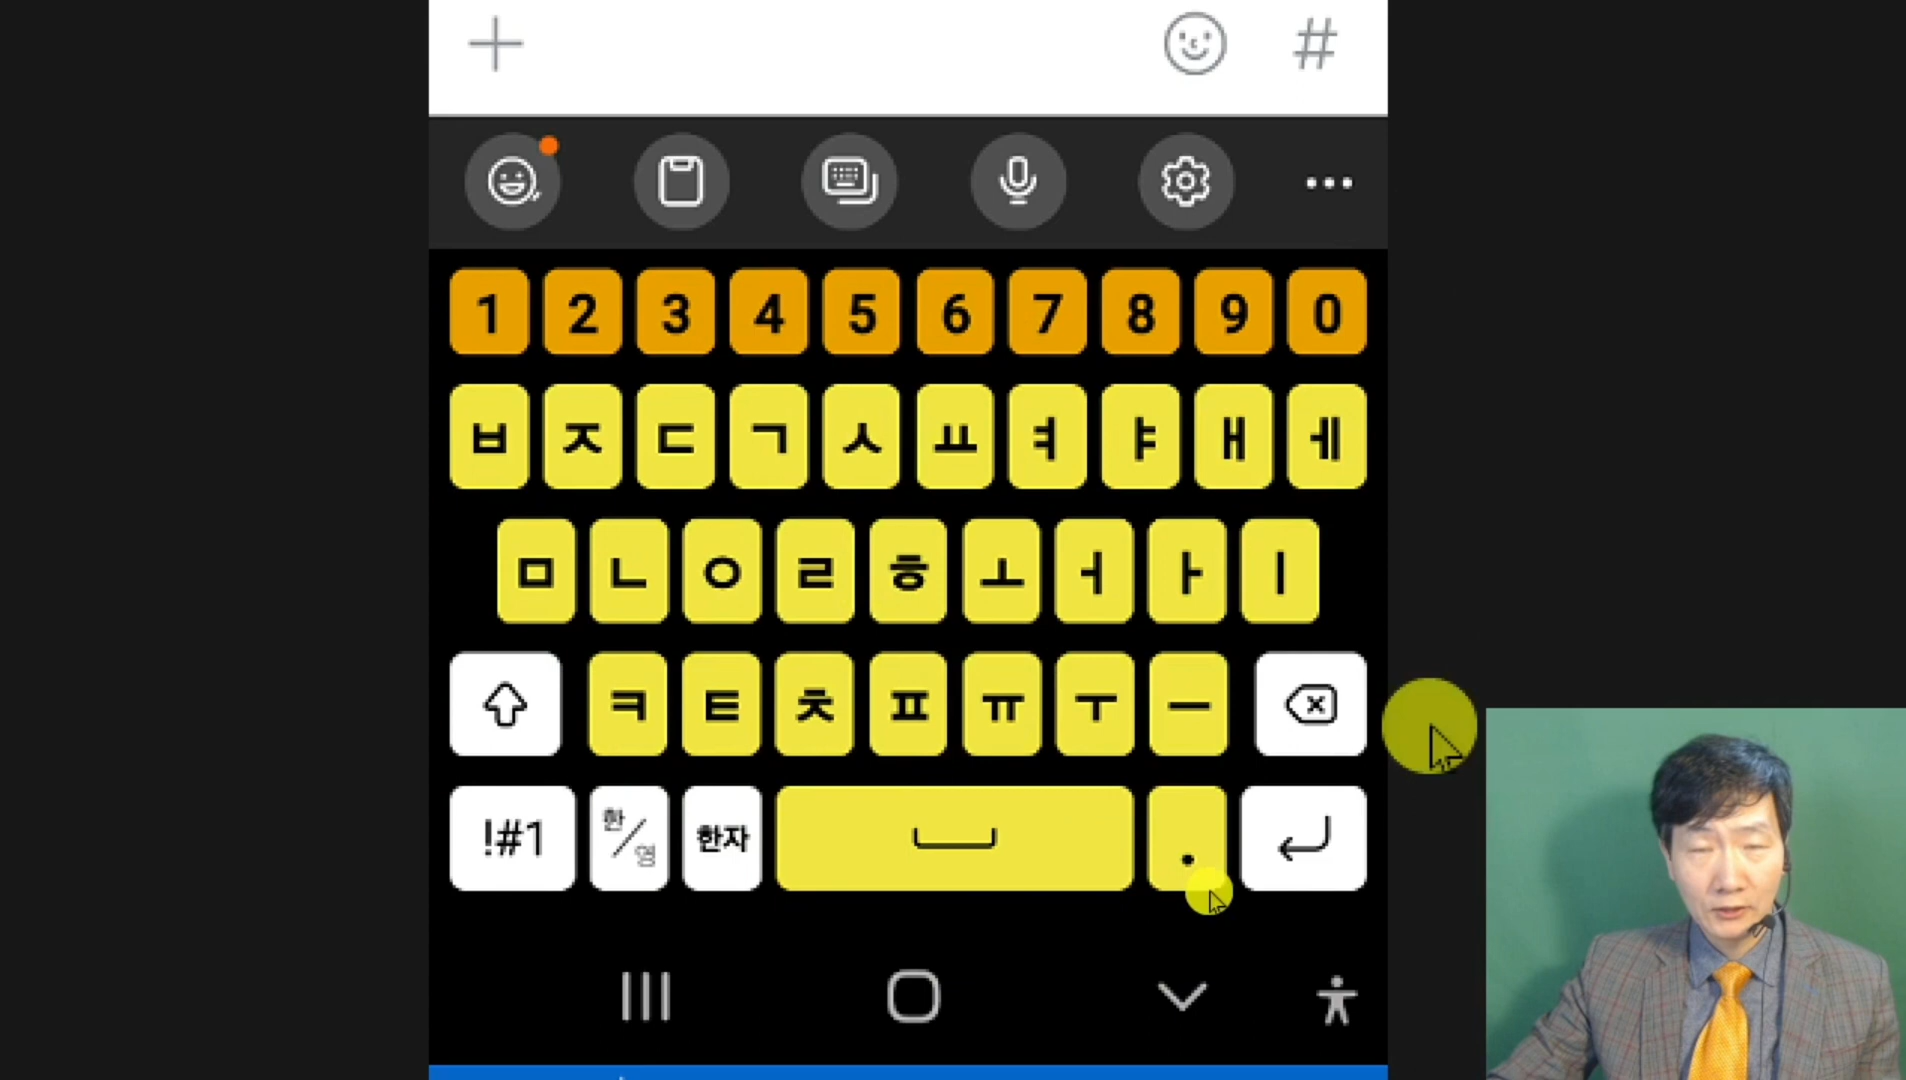 #
1 2 3 4 5 6 7 8 9 0
ㅂ ㅈ ㄷ ㄱ ㅅ ㅛ ㅕ ㅑ ㅐ ㅔ
ㅁ ㄴ ㅇ ㄹ ㅎ ㅗ ㅓ ㅏ ㅣ
ㅋ ㅌ ㅊ ㅍ ㅠ ㅜ ㅡ
!#1 한/영 한자 .